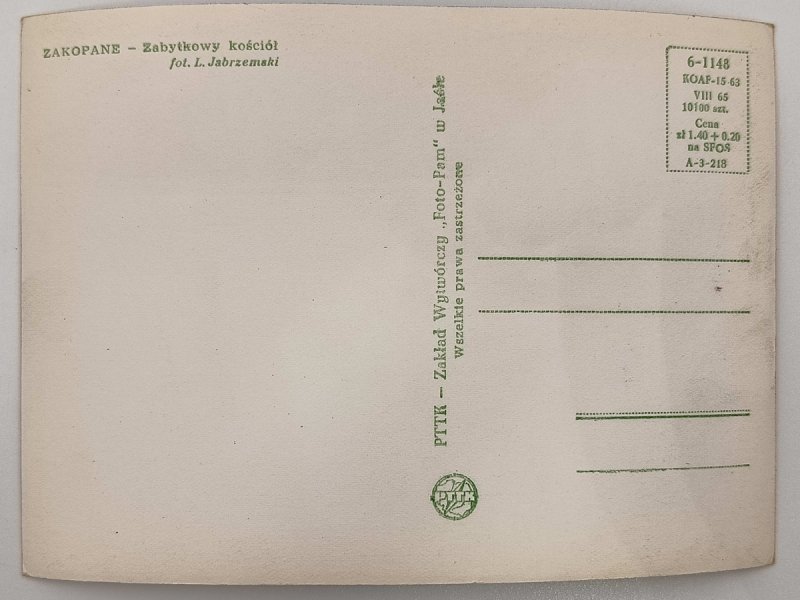 ZAKOPANE – Zabytkowy kościół
fot. L. Jabrzemski
PTTK – Zakład Wytwórczy „Foto-Pam" w Jaśle
Wszelkie prawa zastrzeżone
PTTK
6-1148
KOAF-15-63
VIII 65
10100 szt.
Cena
zł 1.40 + 0.20
na SFOS
A-3-218